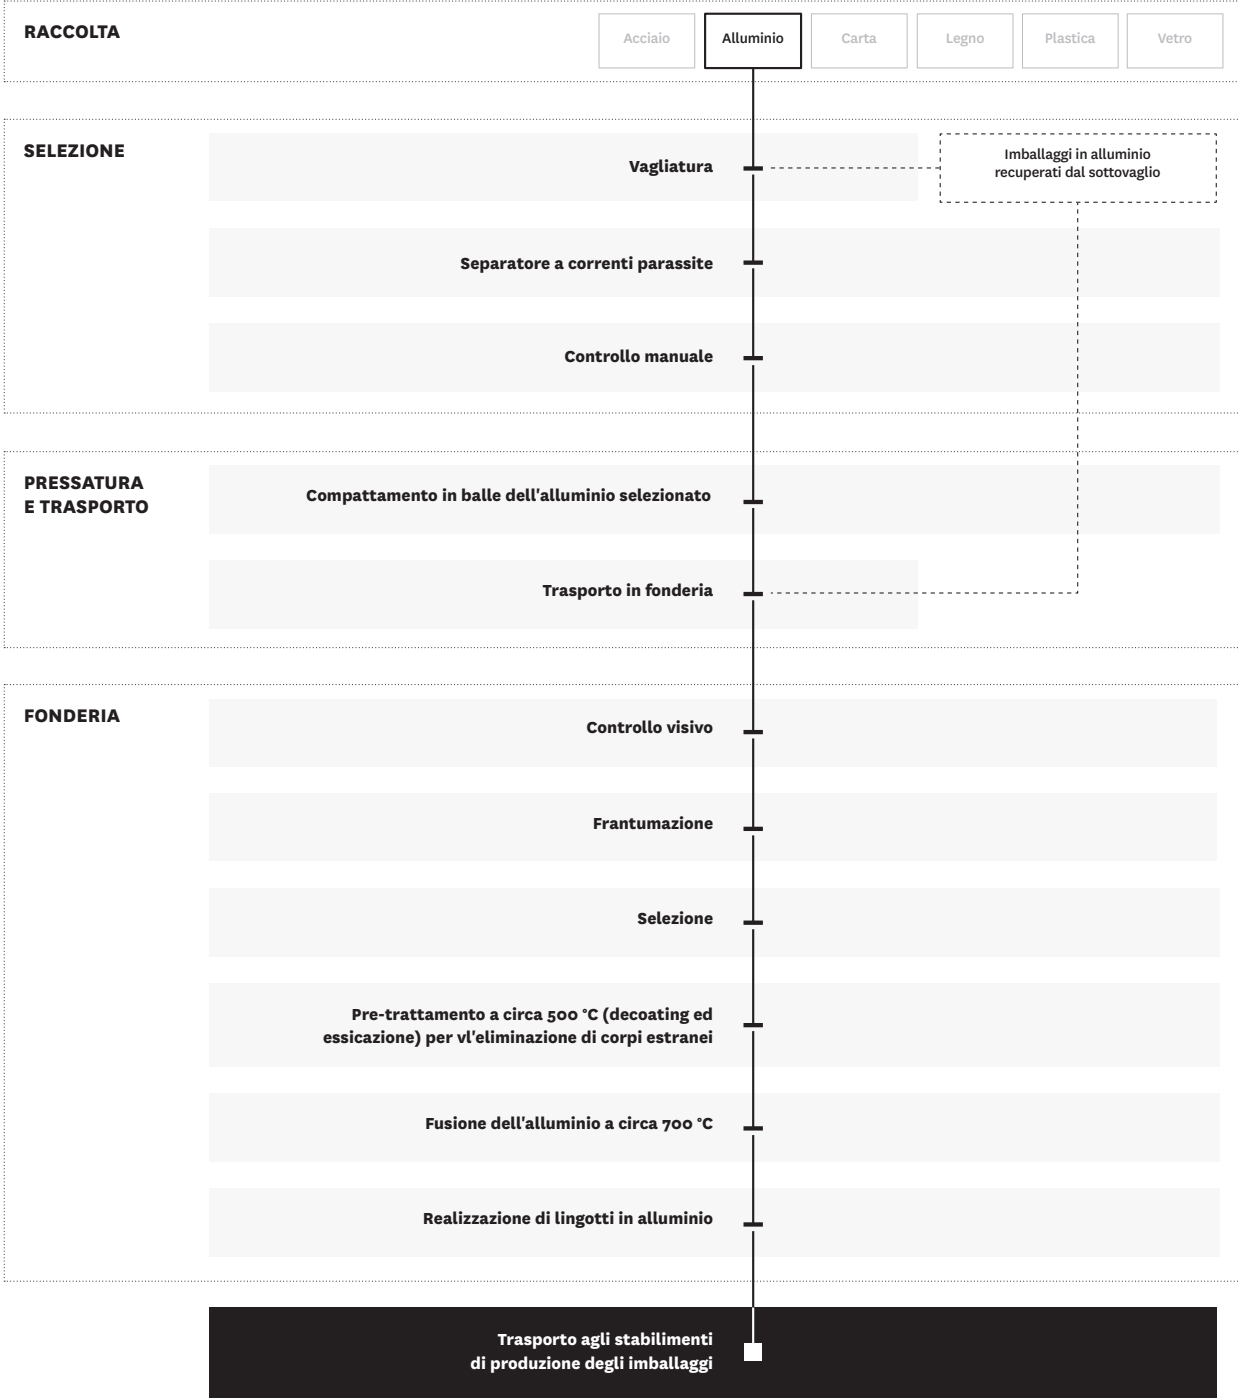 RACCOLTA
Acciaio
Alluminio
Carta
Legno
Plastica
Vetro
SELEZIONE
Vagliatura
Imballaggi in alluminio
recuperati dal sottovaglio
Separatore a correnti parassite
Controllo manuale
PRESSATURA
E TRASPORTO
Compattamento in balle dell'alluminio selezionato
Trasporto in fonderia
FONDERIA
Controllo visivo
Frantumazione
Selezione
Pre-trattamento a circa 500 °C (decoating ed
essicazione) per vl'eliminazione di corpi estranei
Fusione dell'alluminio a circa 700 °C
Realizzazione di lingotti in alluminio
Trasporto agli stabilimenti
di produzione degli imballaggi